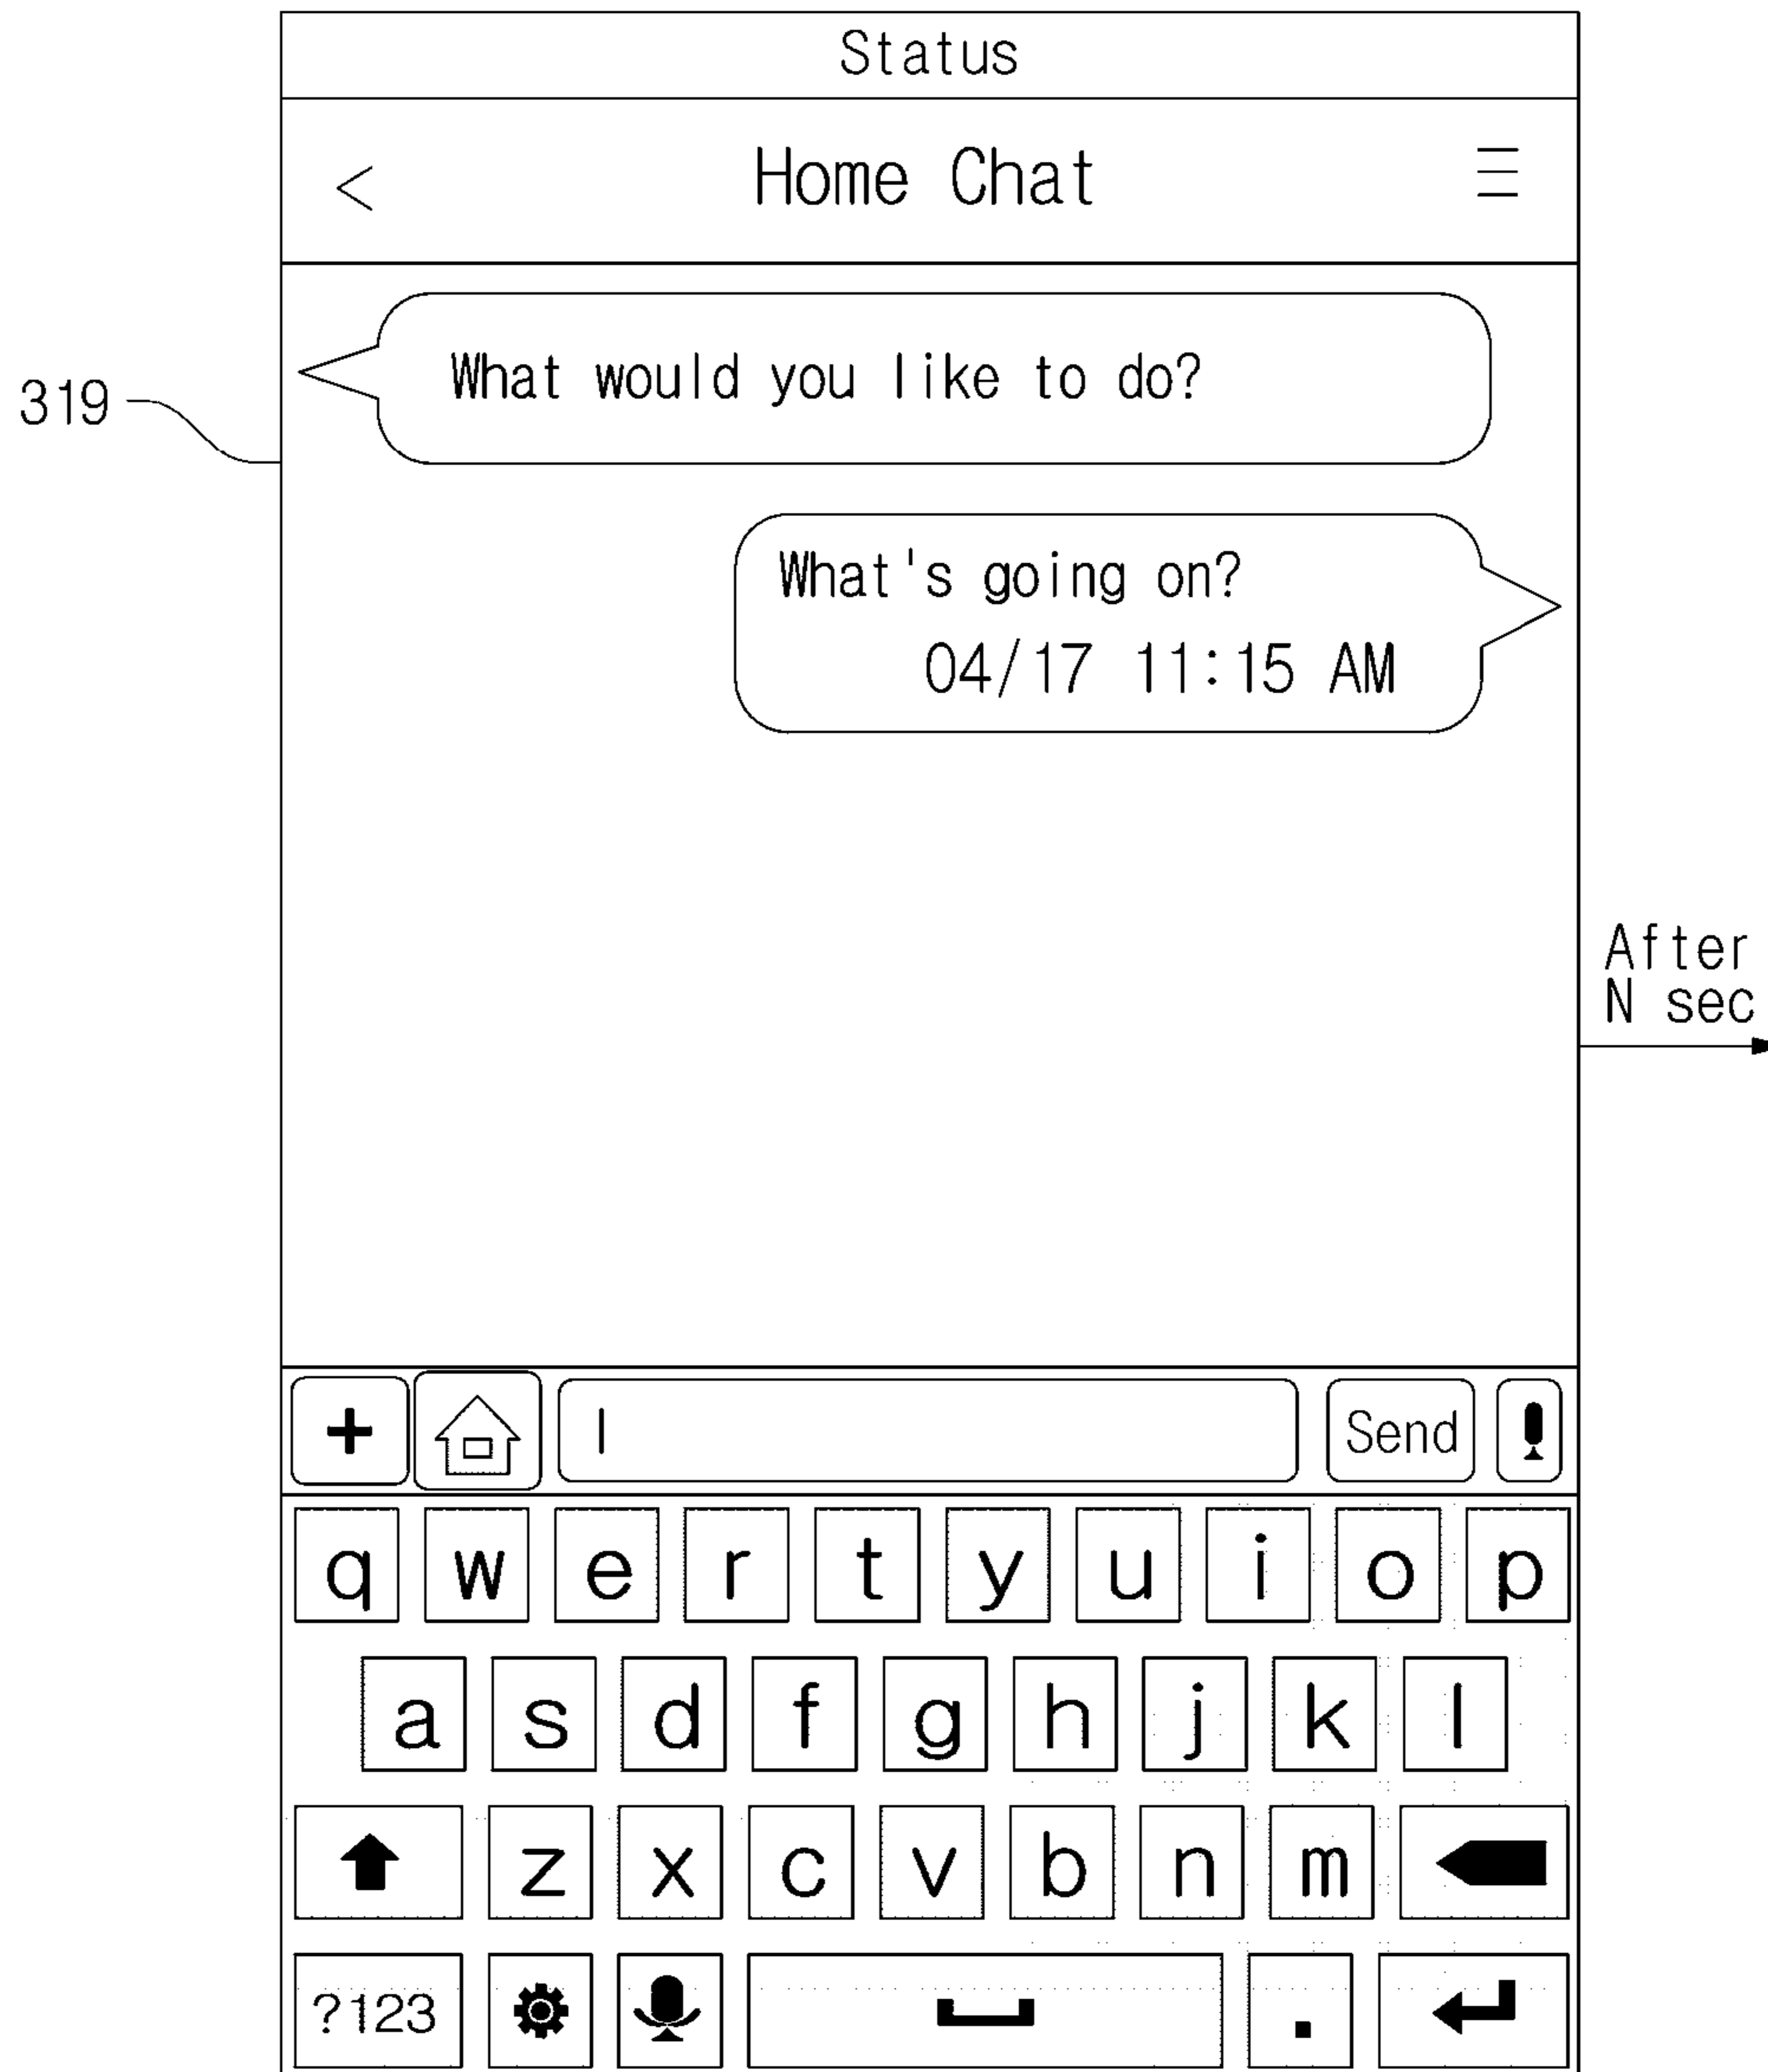 Status
< Home Chat
What would you like to do?
319
What's going on?
04/17 11:15 AM
After
N sec
+ Send
q w e r t y u i o p
a s d f g h j k l
z x c v b n m
?123 .